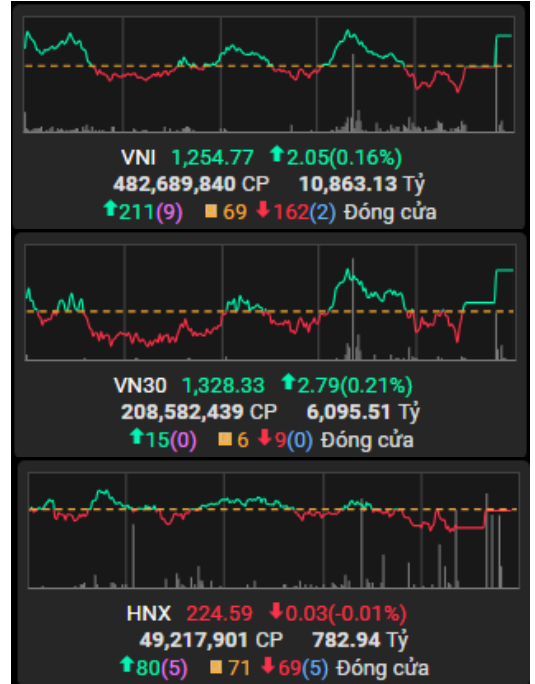 VNI 1,254.77 ⬆2.05(0.16%)
482,689,840 CP 10,863.13 Tỷ
⬆211(9) ■ 69 ⬇162(2) Đóng cửa
VN30 1,328.33 ⬆2.79(0.21%)
208,582,439 CP 6,095.51 Tỷ
⬆15(0) ■ 6 ⬇9(0) Đóng cửa
HNX 224.59 ⬇0.03(-0.01%)
49,217,901 CP 782.94 Tỷ
⬆80(5) ■ 71 ⬇69(5) Đóng cửa